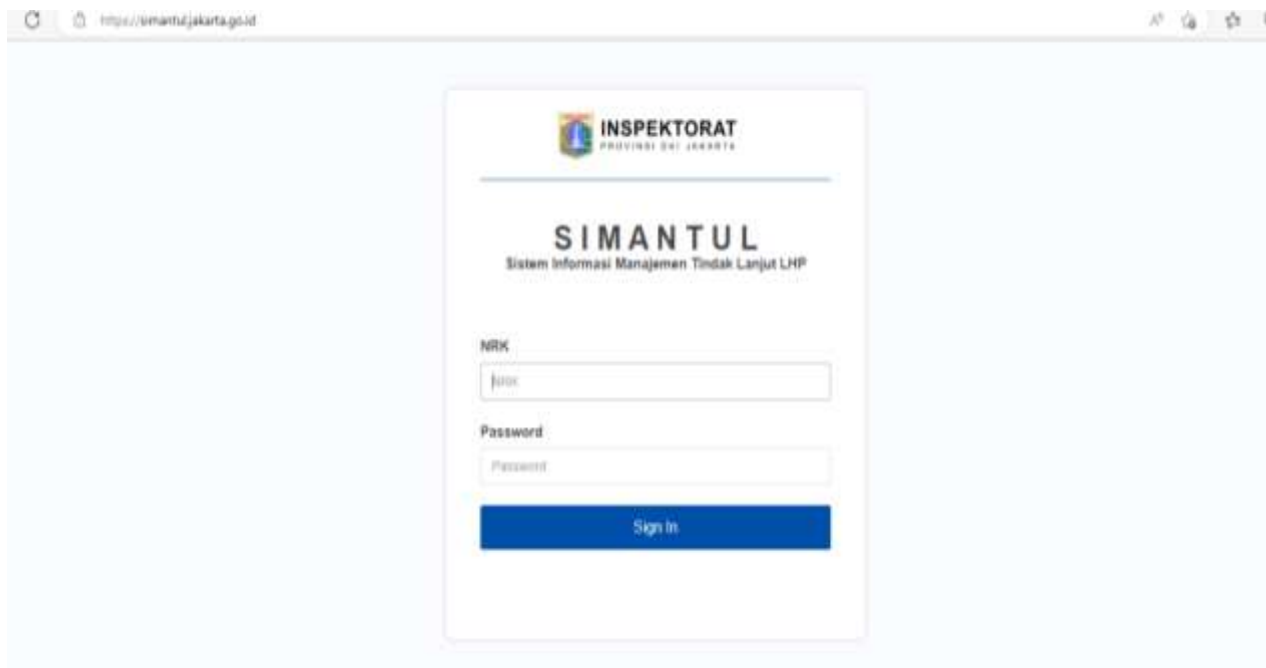 https://simantul.jakarta.go.id
INSPEKTORAT
PROVINSI DKI JAKARTA
SIMANTUL
Sistem Informasi Manajemen Tindak Lanjut LHP
NRK
NRK
Password
Password
Sign In